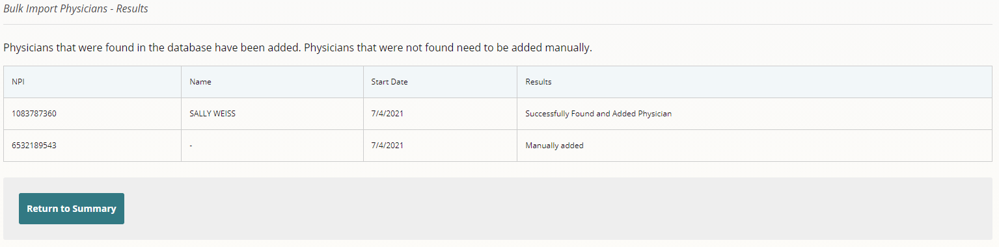 Bulk Import Physicians - Results
Physicians that were found in the database have been added. Physicians that were not found need to be added manually.
NPI Name Start Date Results
1083787360 SALLY WEISS 7/4/2021 Successfully Found and Added Physician
6532189543 - 7/4/2021 Manually added
Return to Summary